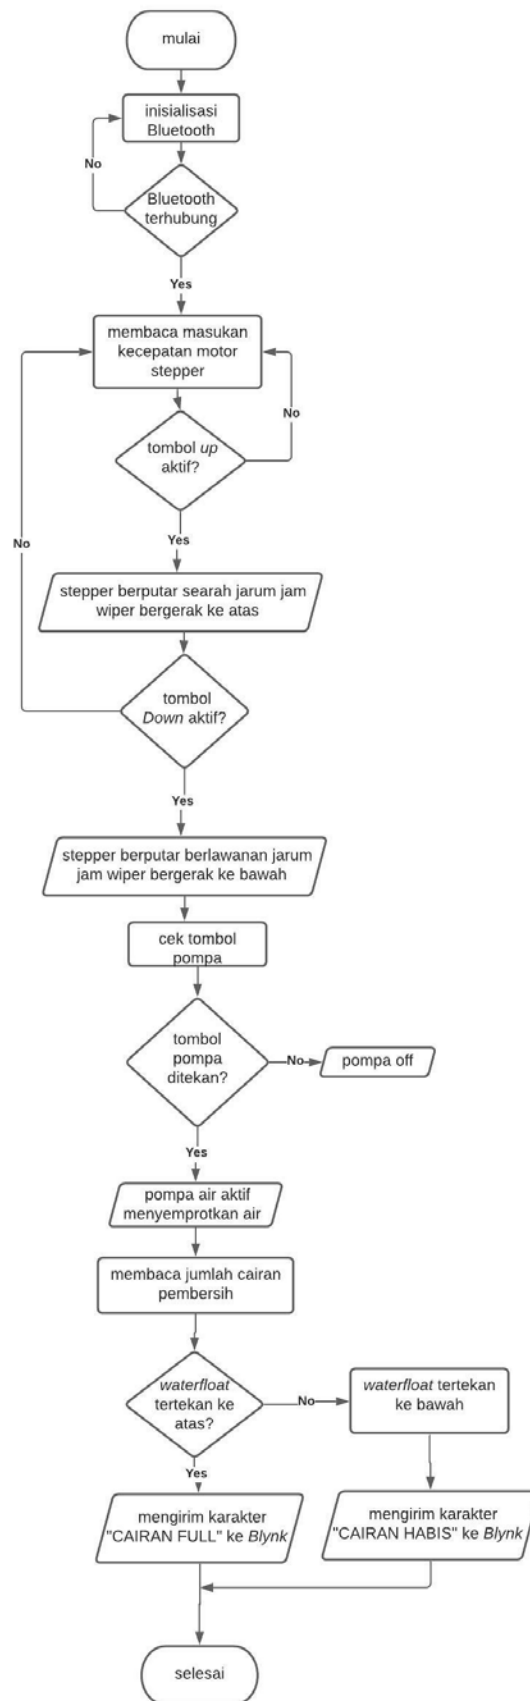 mulai
inisialisasi
Bluetooth
No
Bluetooth
terhubung
Yes
membaca masukan
kecepatan motor
stepper
No
tombol up
aktif?
Yes
No
stepper berputar searah jarum jam
wiper bergerak ke atas
tombol
Down aktif?
Yes
stepper berputar berlawanan jarum
jam wiper bergerak ke bawah
cek tombol
pompa
tombol
pompa
ditekan?
No
pompa off
Yes
pompa air aktif
menyemprotkan air
membaca jumlah cairan
pembersih
waterfloat
tertekan ke
atas?
No
waterfloat tertekan
ke bawah
Yes
mengirim karakter
"CAIRAN FULL" ke Blynk
mengirim karakter
"CAIRAN HABIS" ke Blynk
selesai